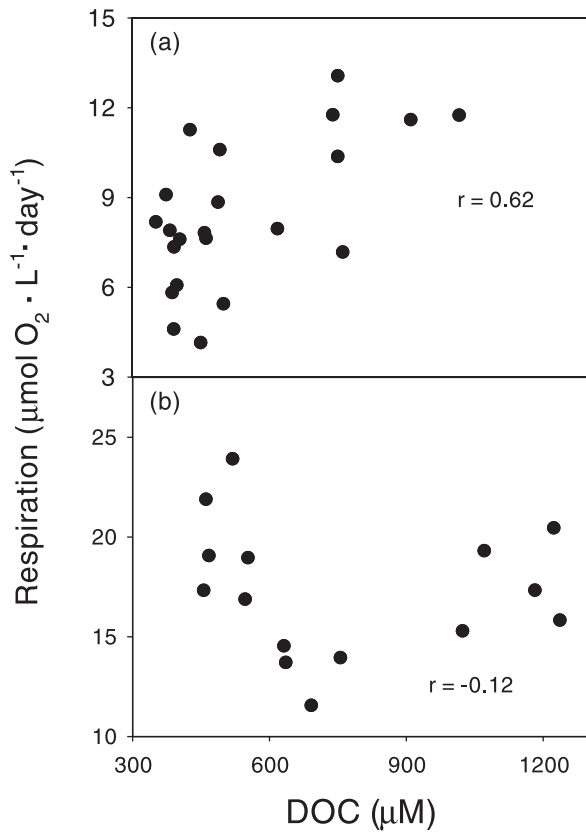 15
(a)
12
9
r = 0.62
6
3
Respiration (μmol O₂ · L⁻¹· day⁻¹)
(b)
25
20
15
r = -0.12
10
300 600 900 1200
DOC (μM)